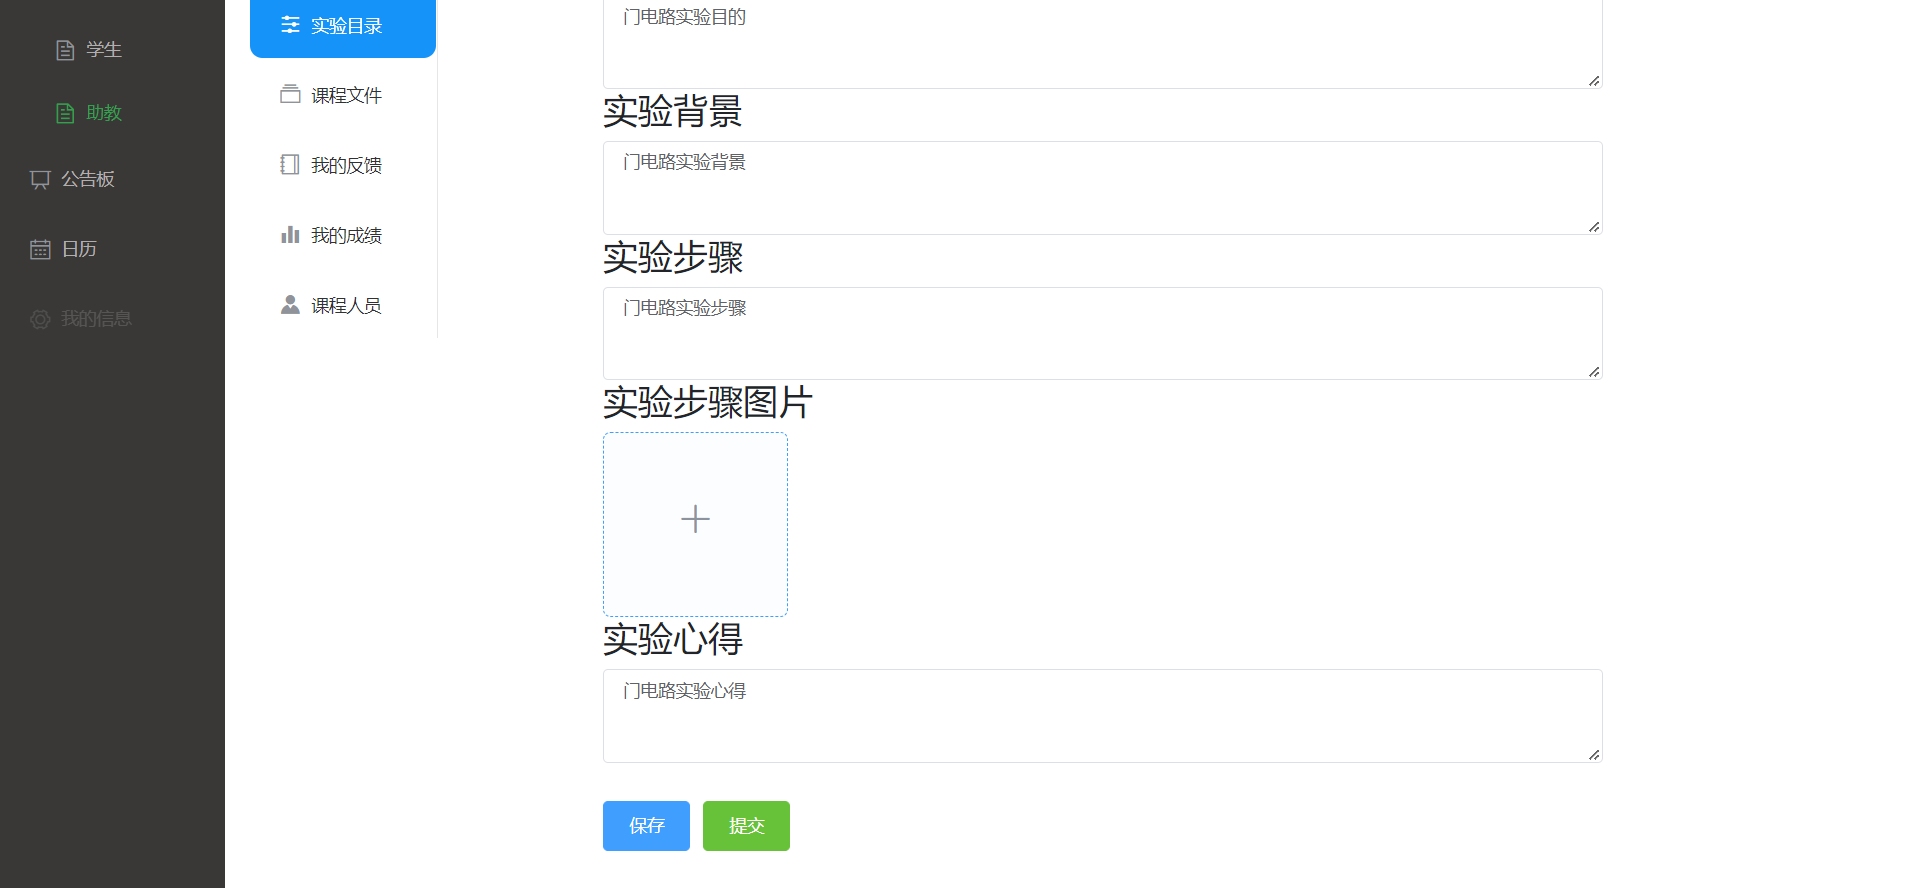 学生
助教
公告板
日历
我的信息
实验目录
课程文件
我的反馈
我的成绩
课程人员
门电路实验目的
实验背景
门电路实验背景
实验步骤
门电路实验步骤
实验步骤图片
实验心得
门电路实验心得
保存
提交